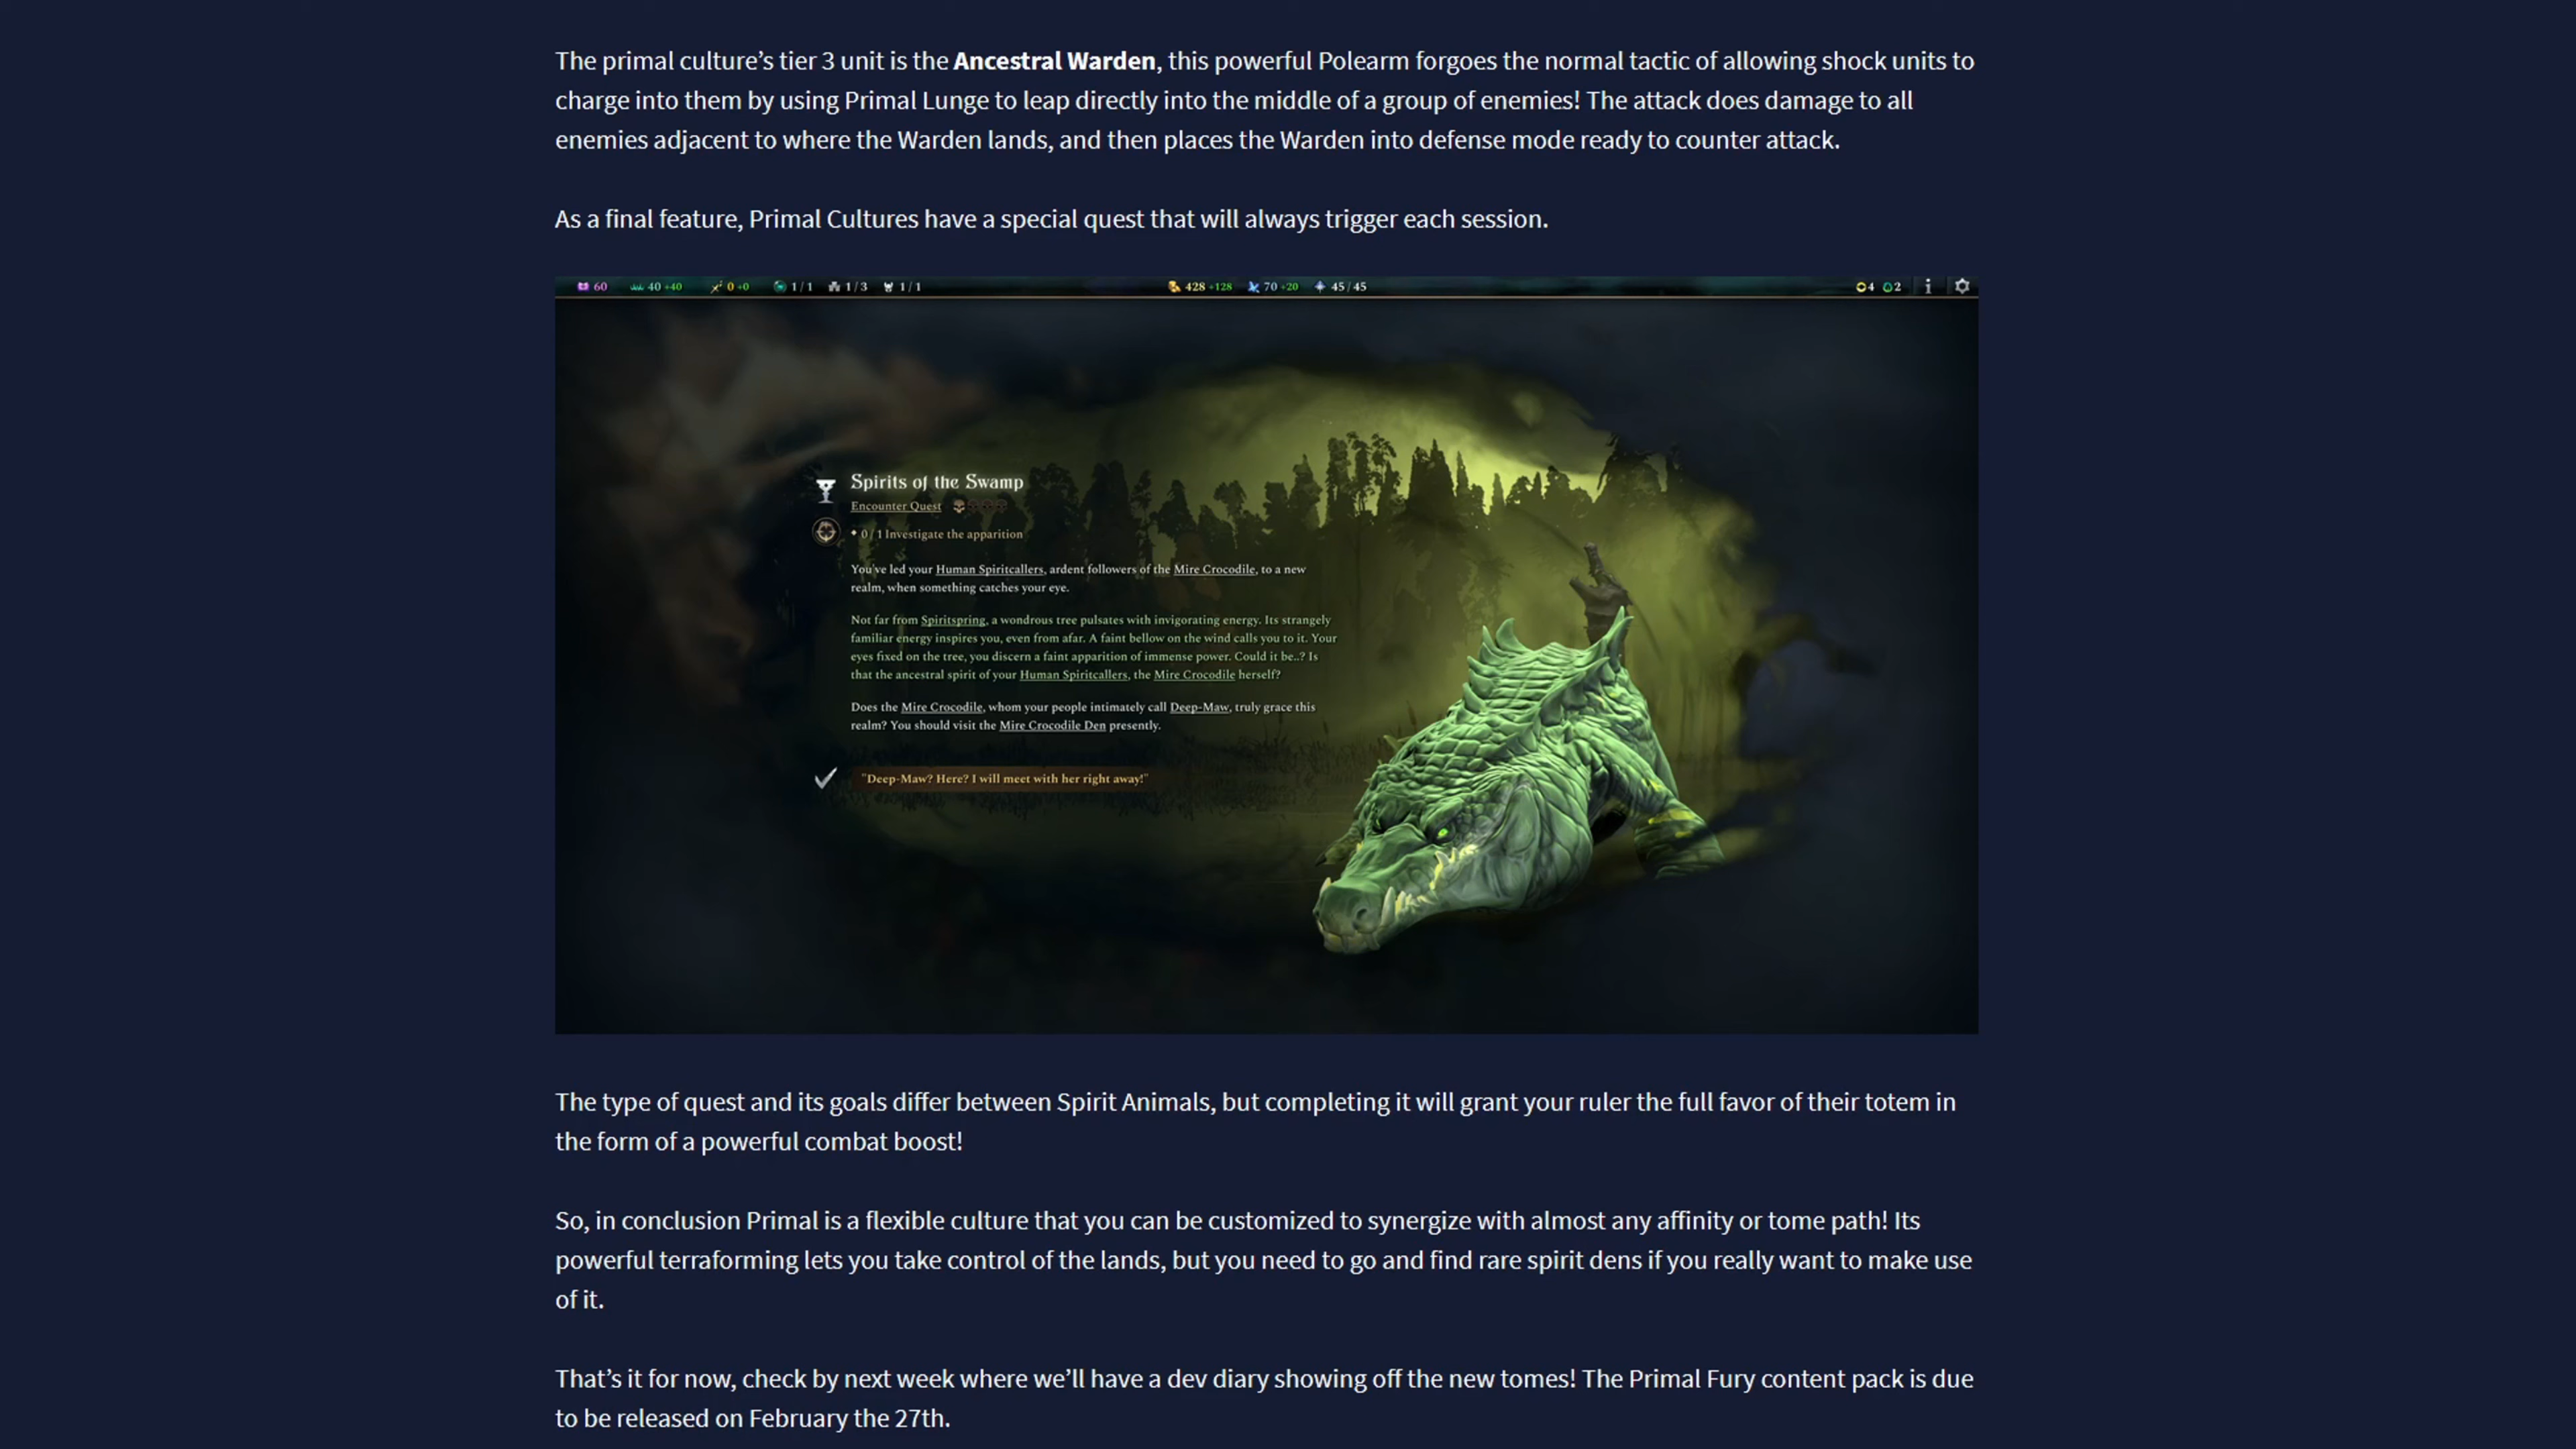 The primal culture's tier 3 unit is the Ancestral Warden, this powerful Polearm forgoes the normal tactic of allowing shock units to
charge into them by using Primal Lunge to leap directly into the middle of a group of enemies! The attack does damage to all
enemies adjacent to where the Warden lands, and then places the Warden into defense mode ready to counter attack.
As a final feature, Primal Cultures have a special quest that will always trigger each session.
60 40 +40 0 +0 1/1 1/3 1/1 428 +128 70 +20 45/45 4 2
Spirits of the Swamp
Encounter Quest
0/1 Investigate the apparition
You've led your Human Spiritcallers, ardent followers of the Mire Crocodile, to a new
realm, when something catches your eye.
Not far from Spiritspring, a wondrous tree pulsates with invigorating energy. Its strangely
familiar energy inspires you, even from afar. A faint bellow on the wind calls you to it. Your
eyes fixed on the tree, you discern a faint apparition of immense power. Could it be..? Is
that the ancestral spirit of your Human Spiritcallers, the Mire Crocodile herself?
Does the Mire Crocodile, whom your people intimately call Deep-Maw, truly grace this
realm? You should visit the Mire Crocodile Den presently.
"Deep-Maw? Here? I will meet with her right away!"
The type of quest and its goals differ between Spirit Animals, but completing it will grant your ruler the full favor of their totem in
the form of a powerful combat boost!
So, in conclusion Primal is a flexible culture that you can be customized to synergize with almost any affinity or tome path! Its
powerful terraforming lets you take control of the lands, but you need to go and find rare spirit dens if you really want to make use
of it.
That's it for now, check by next week where we'll have a dev diary showing off the new tomes! The Primal Fury content pack is due
to be released on February the 27th.